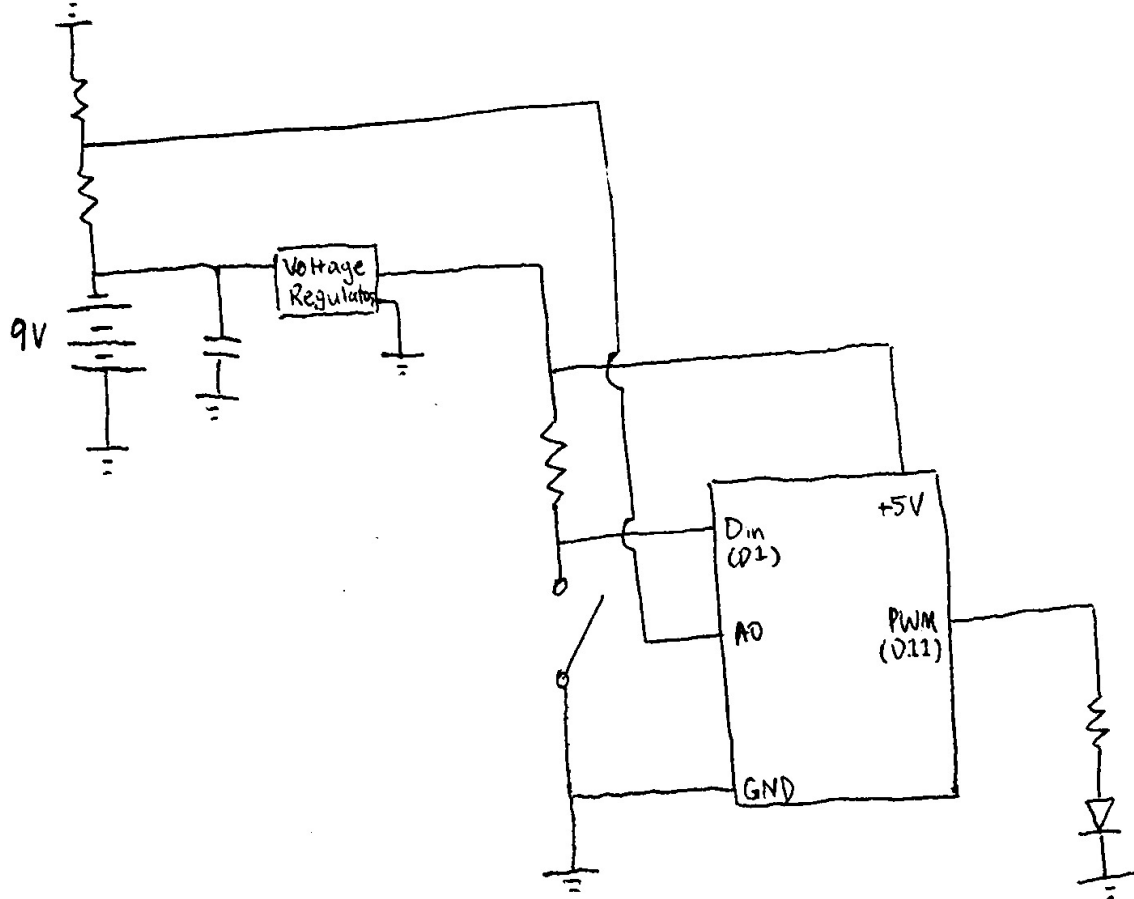 Voltage
Regulator
9V
+5V
Din
(D1)
A0
PWM
(D11)
GND